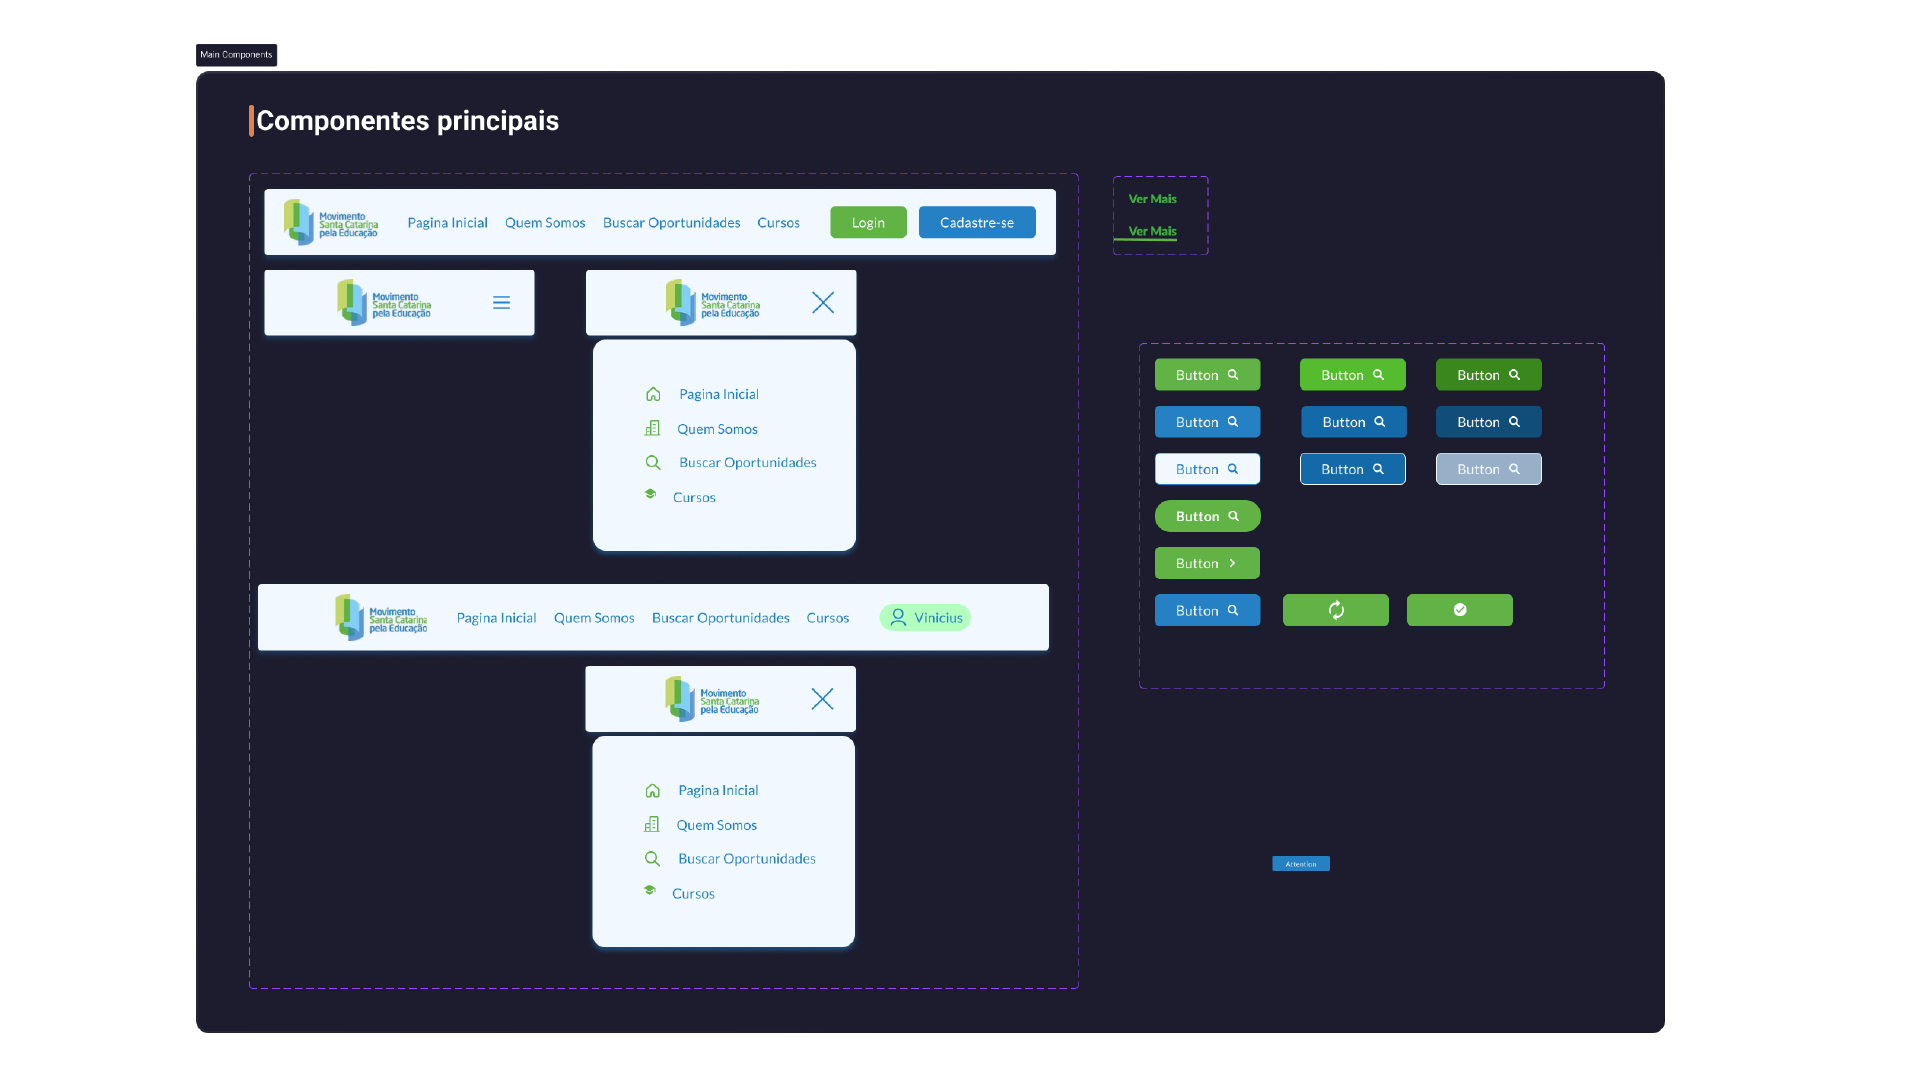 Main Components
Componentes principais
Movimento
Santa Catarina
pela Educação
Pagina Inicial Quem Somos Buscar Oportunidades Cursos Login Cadastre-se
Movimento
Santa Catarina
pela Educação
Movimento
Santa Catarina
pela Educação
Pagina Inicial
Quem Somos
Buscar Oportunidades
Cursos
Movimento
Santa Catarina
pela Educação
Pagina Inicial Quem Somos Buscar Oportunidades Cursos Vinicius
Movimento
Santa Catarina
pela Educação
Pagina Inicial
Quem Somos
Buscar Oportunidades
Cursos
Ver Mais
Ver Mais
Button Button Button
Button Button Button
Button Button Button
Button
Button
Button
Attention